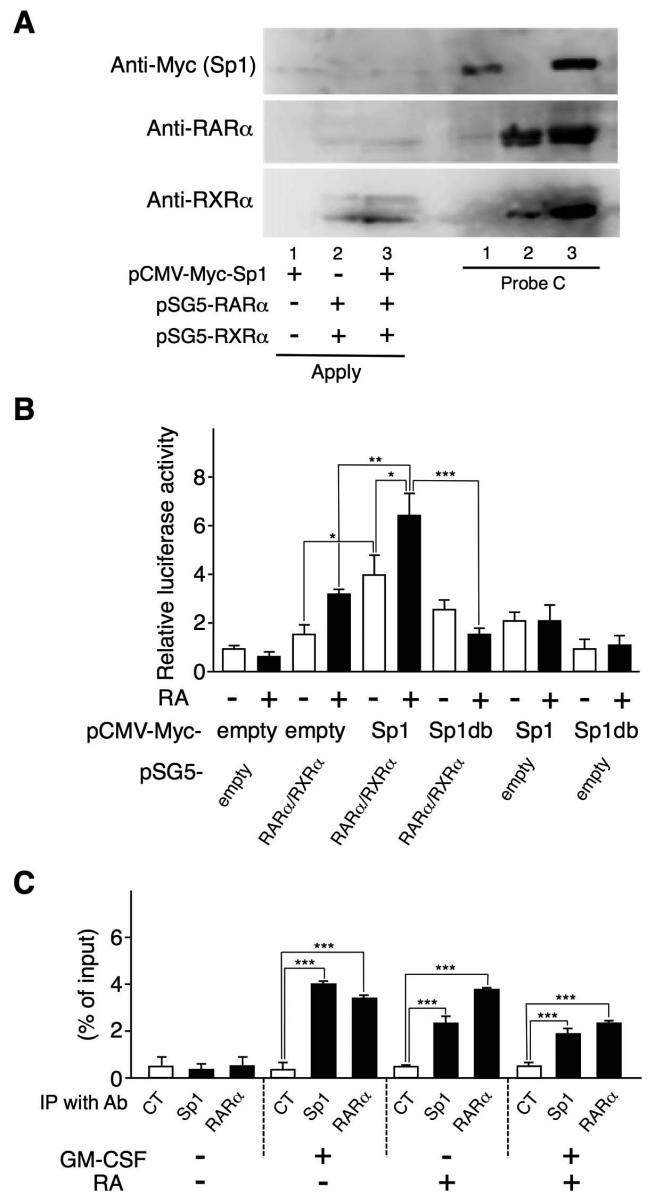 A
Anti-Myc (Sp1)
Anti-RARα
Anti-RXRα
1 2 3 1 2 3
pCMV-Myc-Sp1 + - +
Probe C
pSG5-RARα - + +
pSG5-RXRα - + +
Apply
B
Relative luciferase activity
8
6
4
2
0
** * *** *
RA - + - + - + - + - + - +
pCMV-Myc- empty empty Sp1 Sp1db Sp1 Sp1db
pSG5- empty RARα/RXRα RARα/RXRα RARα/RXRα empty empty
C
(% of input)
6
4
2
0
*** *** *** *** *** ***
IP with Ab CT Sp1 RARα CT Sp1 RARα CT Sp1 RARα CT Sp1 RARα
GM-CSF - + - +
RA - - + +